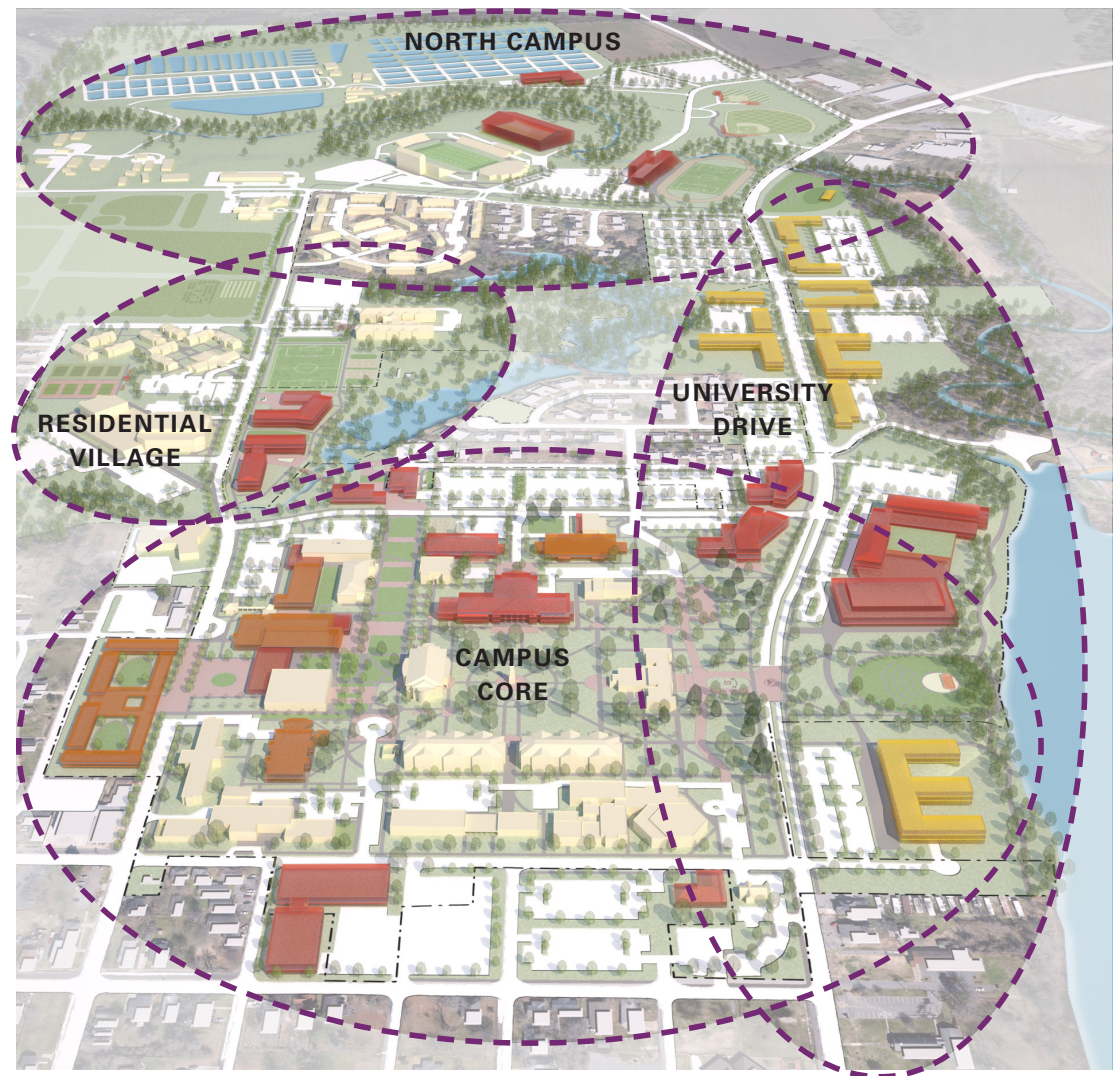 NORTH CAMPUS
RESIDENTIAL
VILLAGE
UNIVERSITY
DRIVE
CAMPUS
CORE